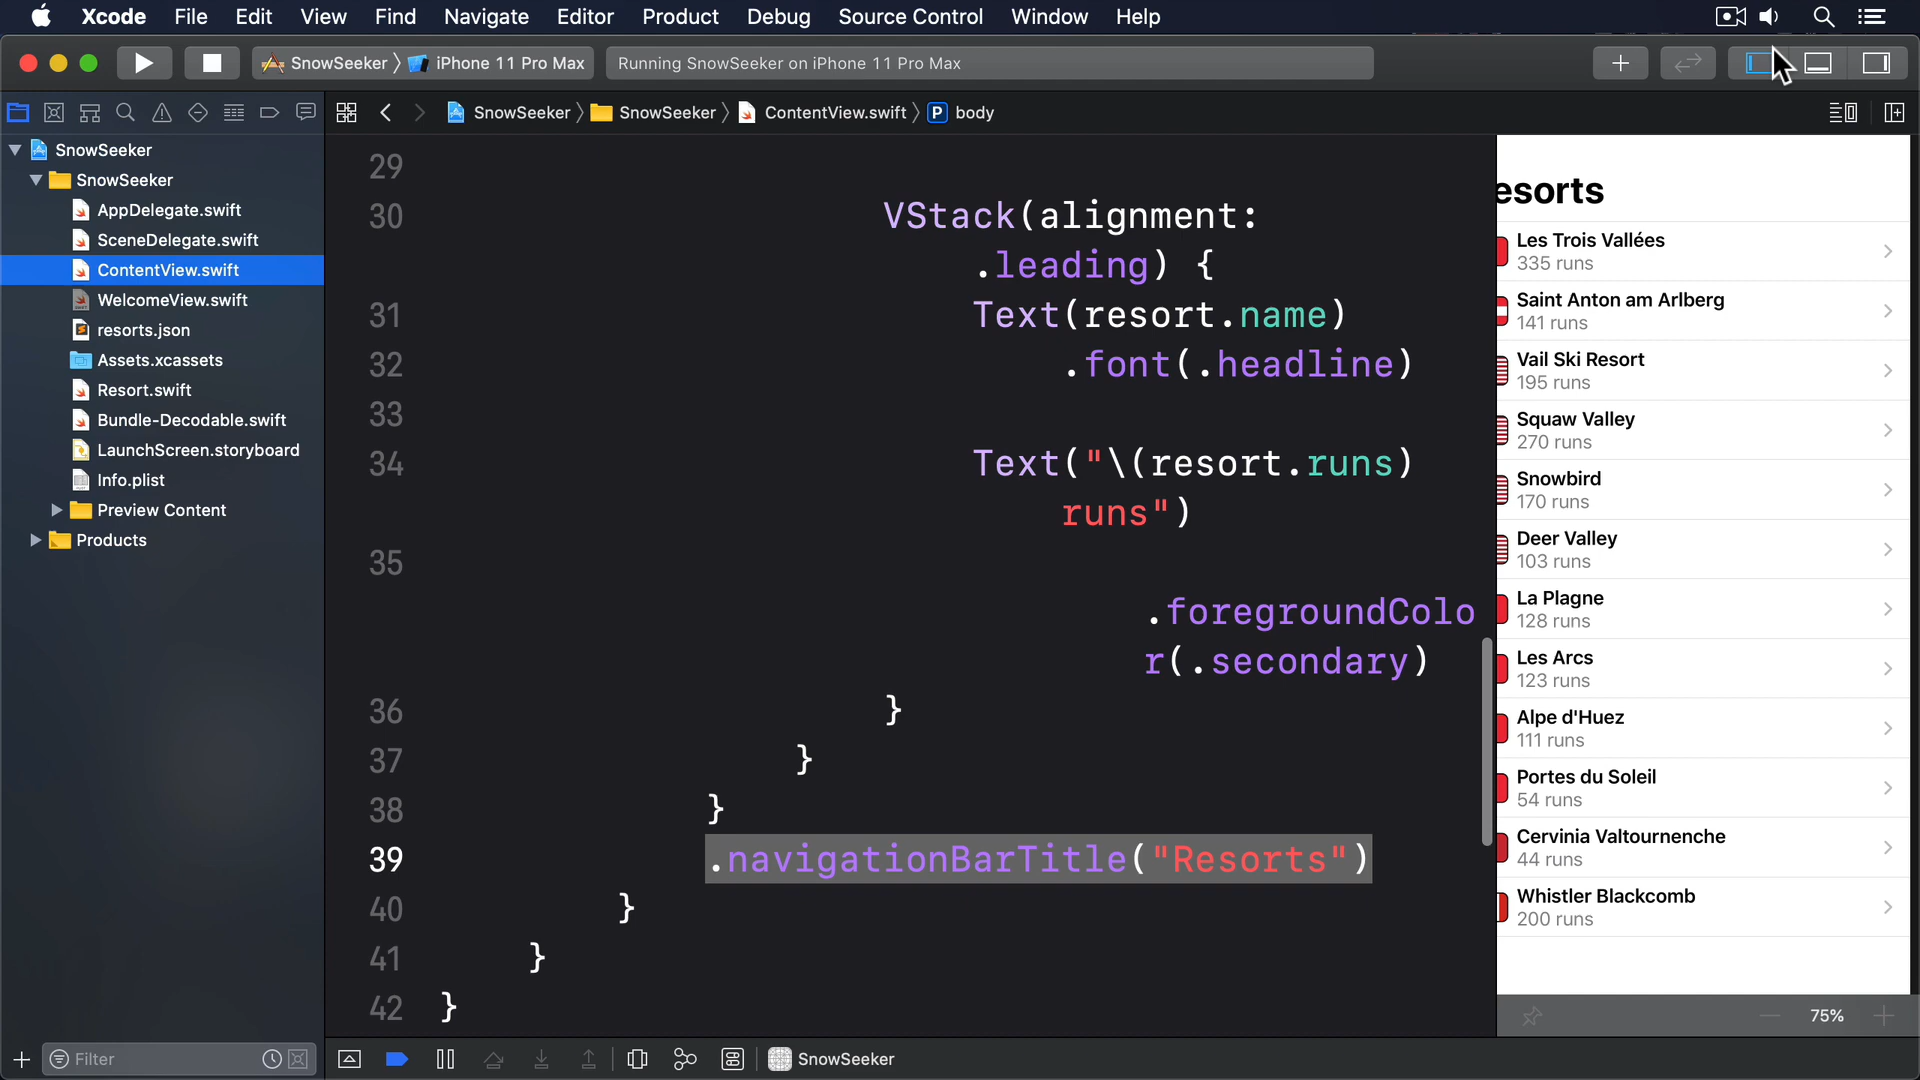 Xcode File Edit View Find Navigate Editor Product Debug Source Control Window Help
SnowSeeker iPhone 11 Pro Max
Running SnowSeeker on iPhone 11 Pro Max
SnowSeeker SnowSeeker ContentView.swift P body
SnowSeeker
SnowSeeker
AppDelegate.swift
SceneDelegate.swift
ContentView.swift
WelcomeView.swift
resorts.json
Assets.xcassets
Resort.swift
Bundle-Decodable.swift
LaunchScreen.storyboard
Info.plist
Preview Content
Products
Filter
29
30 VStack(alignment:
.leading) {
31 Text(resort.name)
32 .font(.headline)
33
34 Text("\(resort.runs)
runs")
35
.foregroundColo
r(.secondary)
36 }
37 }
38 }
39 .navigationBarTitle("Resorts")
40 }
41 }
42 }
esorts
Les Trois Vallées
335 runs
Saint Anton am Arlberg
141 runs
Vail Ski Resort
195 runs
Squaw Valley
270 runs
Snowbird
170 runs
Deer Valley
103 runs
La Plagne
128 runs
Les Arcs
123 runs
Alpe d'Huez
111 runs
Portes du Soleil
54 runs
Cervinia Valtournenche
44 runs
Whistler Blackcomb
200 runs
75%
SnowSeeker